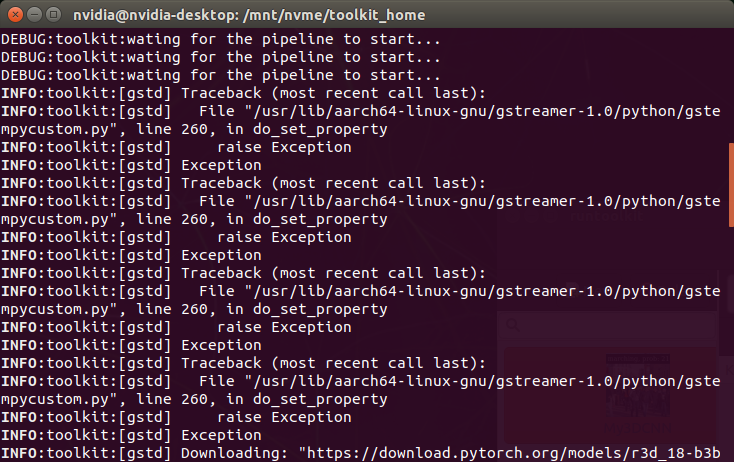 nvidia@nvidia-desktop: /mnt/nvme/toolkit_home
DEBUG:toolkit:wating for the pipeline to start...
DEBUG:toolkit:wating for the pipeline to start...
DEBUG:toolkit:wating for the pipeline to start...
INFO:toolkit:[gstd] Traceback (most recent call last):
INFO:toolkit:[gstd]   File "/usr/lib/aarch64-linux-gnu/gstreamer-1.0/python/gste
mpycustom.py", line 260, in do_set_property
INFO:toolkit:[gstd]     raise Exception
INFO:toolkit:[gstd] Exception
INFO:toolkit:[gstd] Traceback (most recent call last):
INFO:toolkit:[gstd]   File "/usr/lib/aarch64-linux-gnu/gstreamer-1.0/python/gste
mpycustom.py", line 260, in do_set_property
INFO:toolkit:[gstd]     raise Exception
INFO:toolkit:[gstd] Exception
INFO:toolkit:[gstd] Traceback (most recent call last):
INFO:toolkit:[gstd]   File "/usr/lib/aarch64-linux-gnu/gstreamer-1.0/python/gste
mpycustom.py", line 260, in do_set_property
INFO:toolkit:[gstd]     raise Exception
INFO:toolkit:[gstd] Exception
INFO:toolkit:[gstd] Traceback (most recent call last):
INFO:toolkit:[gstd]   File "/usr/lib/aarch64-linux-gnu/gstreamer-1.0/python/gste
mpycustom.py", line 260, in do_set_property
INFO:toolkit:[gstd]     raise Exception
INFO:toolkit:[gstd] Exception
INFO:toolkit:[gstd] Downloading: "https://download.pytorch.org/models/r3d_18-b3b